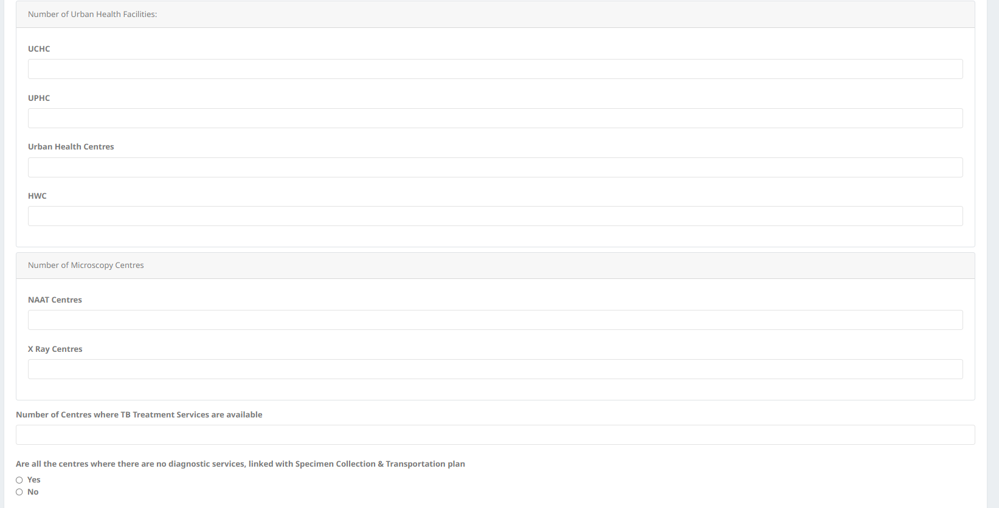 Number of Urban Health Facilities:
UCHC
UPHC
Urban Health Centres
HWC
Number of Microscopy Centres
NAAT Centres
X Ray Centres
Number of Centres where TB Treatment Services are available
Are all the centres where there are no diagnostic services, linked with Specimen Collection & Transportation plan
Yes
No